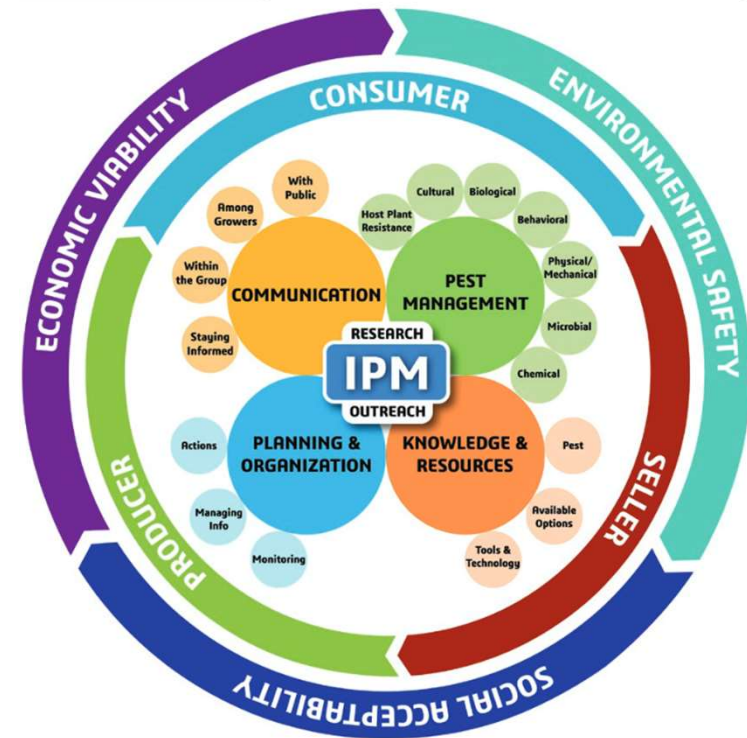 ECONOMIC VIABILITY
ENVIRONMENTAL SAFETY
SOCIAL ACCEPTABILITY
CONSUMER
SELLER
PRODUCER
COMMUNICATION
With
Public
Among
Growers
Within
the Group
Staying
Informed
PEST
MANAGEMENT
Host Plant
Resistance
Cultural
Biological
Behavioral
Physical/
Mechanical
Microbial
Chemical
RESEARCH
IPM
OUTREACH
PLANNING &
ORGANIZATION
Actions
Managing
Info
Monitoring
KNOWLEDGE &
RESOURCES
Pest
Available
Options
Tools &
Technology